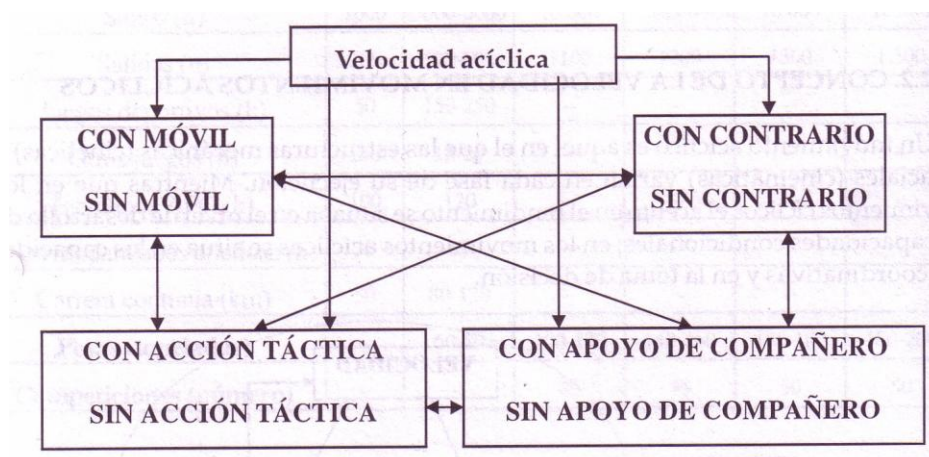 Velocidad acíclica
CON MÓVIL
SIN MÓVIL
CON CONTRARIO
SIN CONTRARIO
CON ACCIÓN TÁCTICA
SIN ACCIÓN TÁCTICA
CON APOYO DE COMPAÑERO
SIN APOYO DE COMPAÑERO